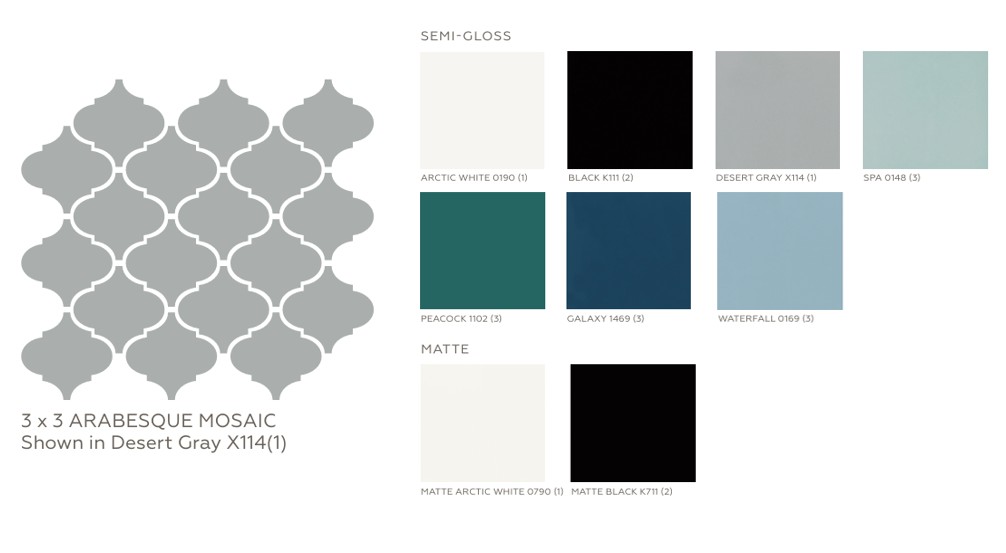 SEMI-GLOSS
ARCTIC WHITE 0190 (1)
BLACK K111 (2)
DESERT GRAY X114 (1)
SPA 0148 (3)
PEACOCK 1102 (3)
GALAXY 1469 (3)
WATERFALL 0169 (3)
MATTE
MATTE ARCTIC WHITE 0790 (1)
MATTE BLACK K711 (2)
3 x 3 ARABESQUE MOSAIC
Shown in Desert Gray X114(1)